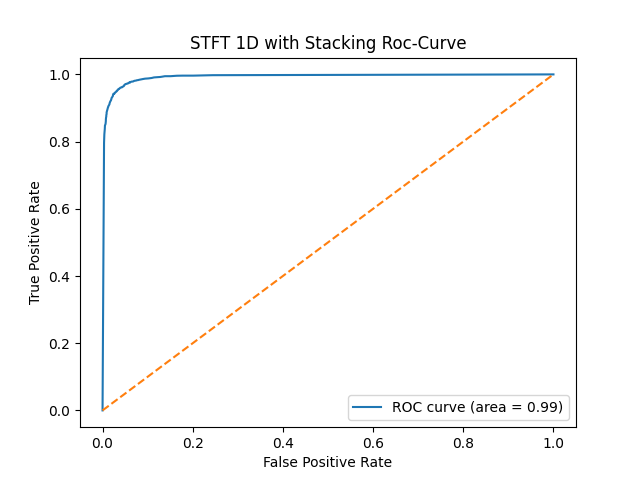 STFT 1D with Stacking Roc-Curve
True Positive Rate
1.0
0.8
0.6
0.4
0.2
0.0
ROC curve (area = 0.99)
0.0 0.2 0.4 0.6 0.8 1.0
False Positive Rate